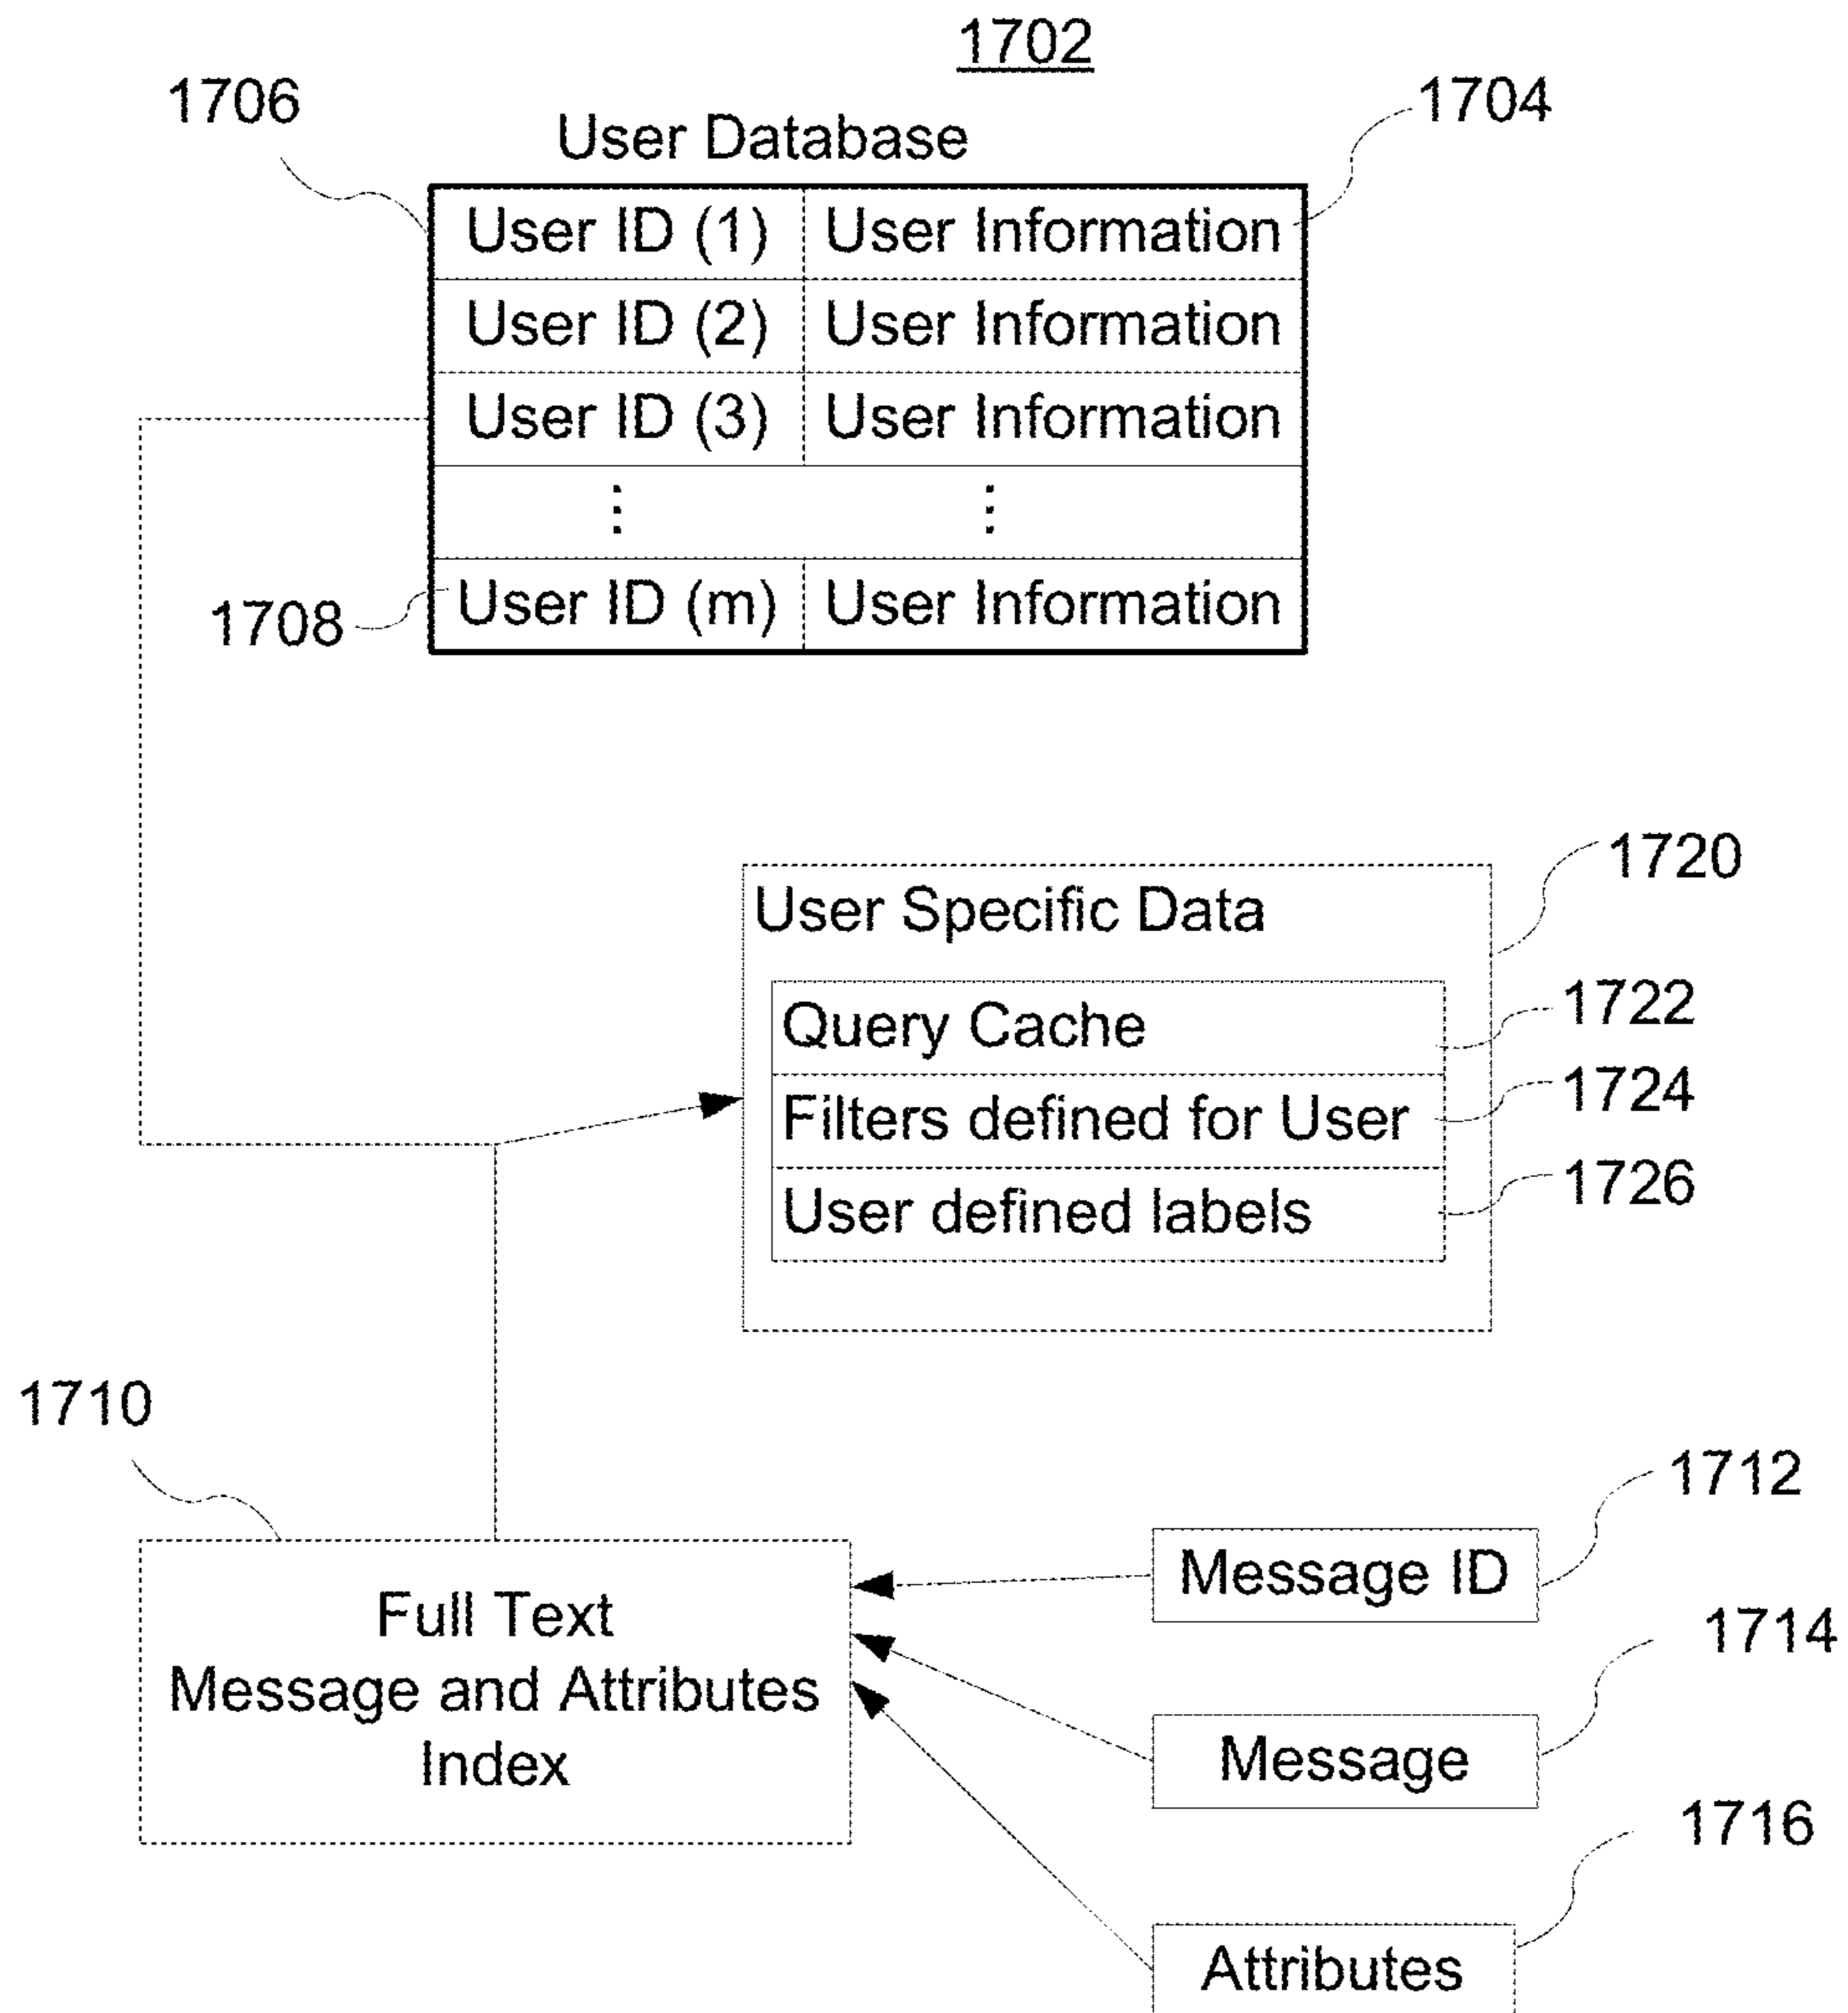 1702
1706
1704
User Database
User ID (1) User Information
User ID (2) User Information
User ID (3) User Information
⋮ ⋮
1708
User ID (m) User Information
1720
User Specific Data
Query Cache
1722
Filters defined for User
1724
User defined labels
1726
1710
Full Text
Message and Attributes
Index
1712
Message ID
1714
Message
1716
Attributes